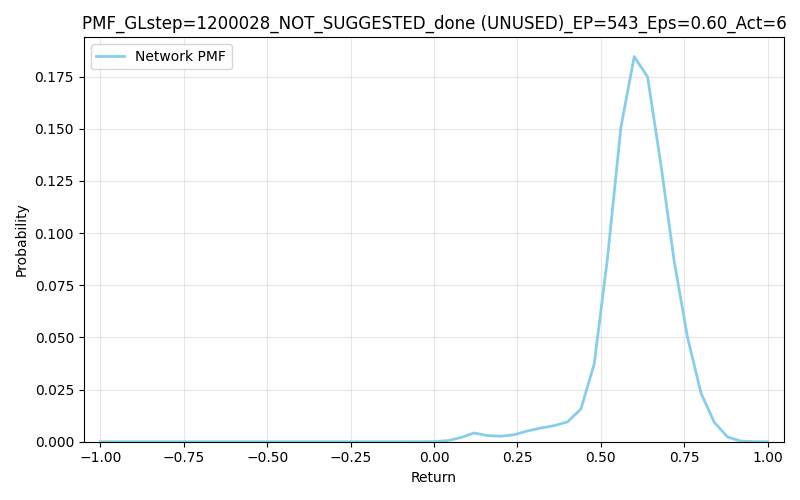 PMF_GLstep=1200028_NOT_SUGGESTED_done (UNUSED)_EP=543_Eps=0.60_Act=6
Network PMF
Probability
0.175
0.150
0.125
0.100
0.075
0.050
0.025
0.000
−1.00 −0.75 −0.50 −0.25 0.00 0.25 0.50 0.75 1.00
Return